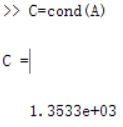 >> C=cond(A)
C =
1.3533e+03